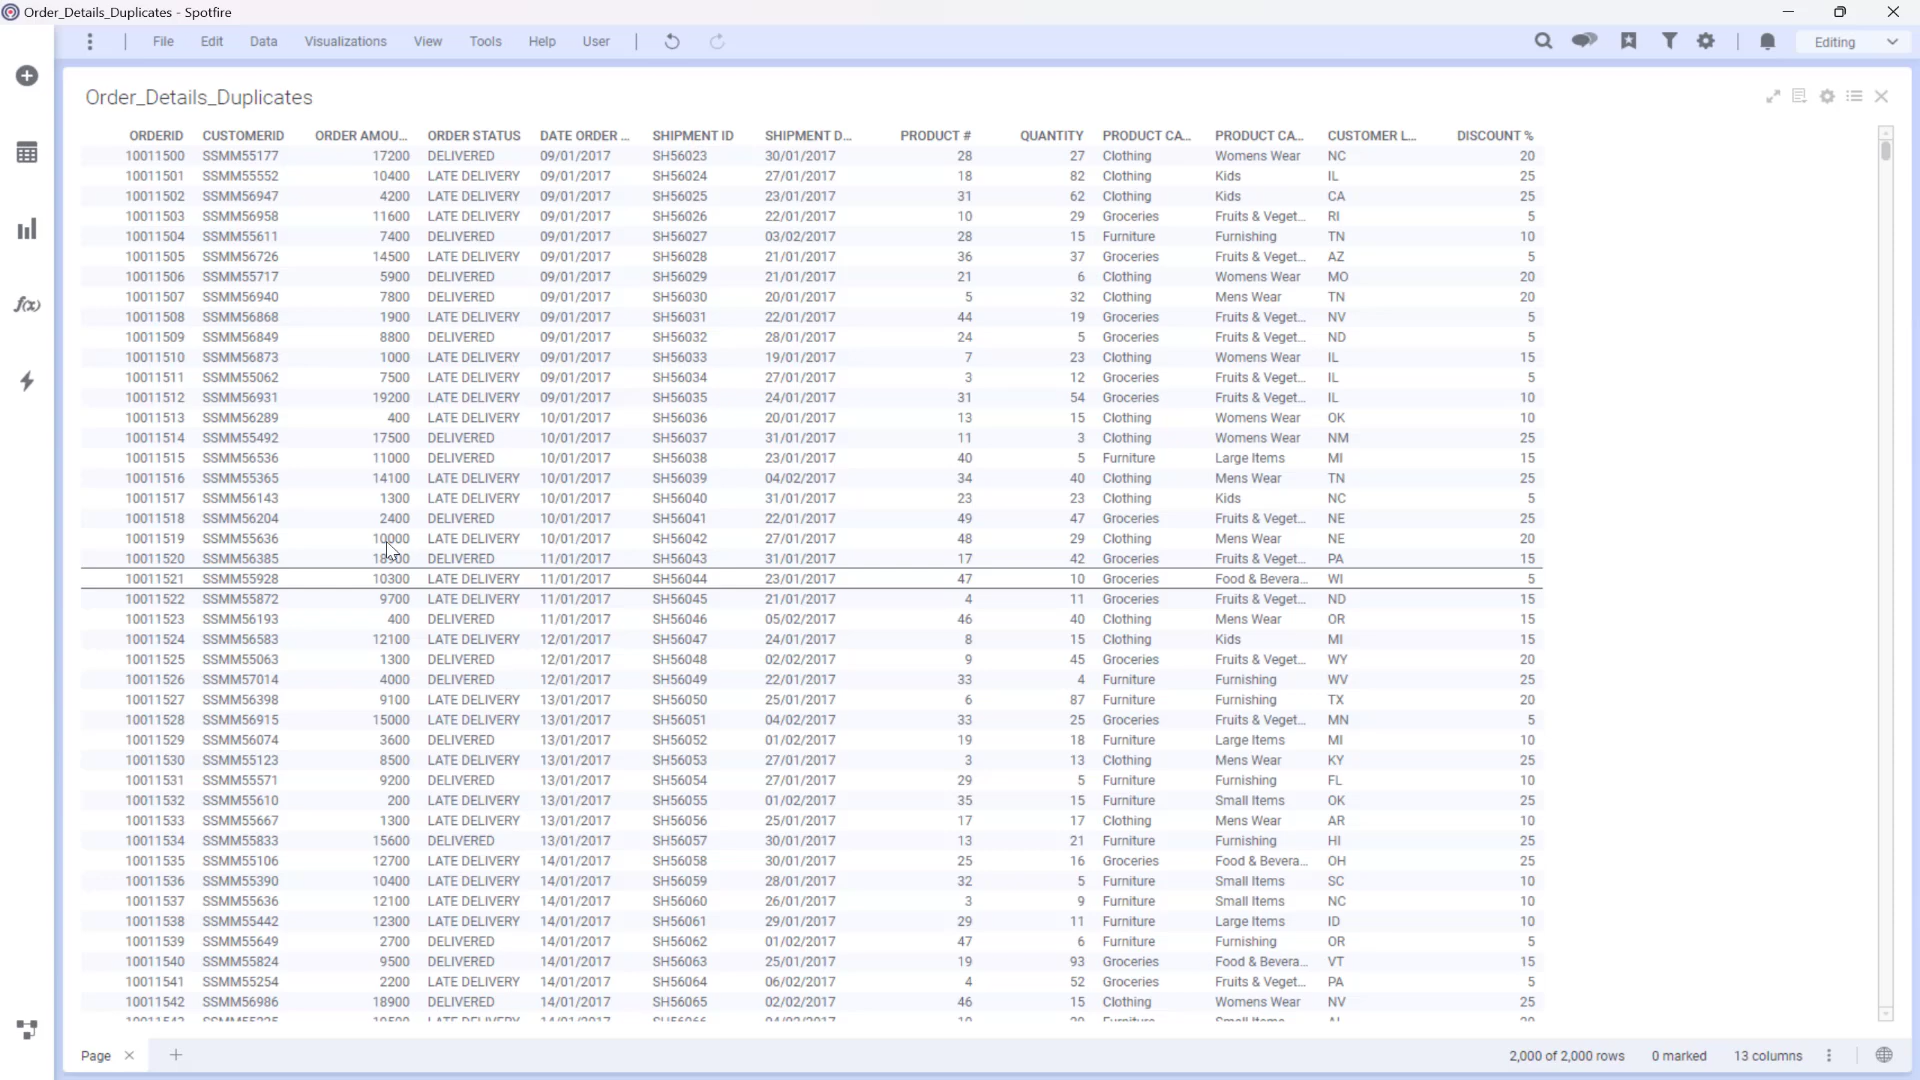 Order_Details_Duplicates - Spotfire
File Edit Data Visualizations View Tools Help User Editing
Order_Details_Duplicates
ORDERID CUSTOMERID ORDER AMOU... ORDER STATUS DATE ORDER ... SHIPMENT ID SHIPMENT D... PRODUCT # QUANTITY PRODUCT CA... PRODUCT CA... CUSTOMER L... DISCOUNT %
10011500 SSMM55177 17200 DELIVERED 09/01/2017 SH56023 30/01/2017 28 27 Clothing Womens Wear NC 20
10011501 SSMM55552 10400 LATE DELIVERY 09/01/2017 SH56024 27/01/2017 18 82 Clothing Kids IL 25
10011502 SSMM56947 4200 LATE DELIVERY 09/01/2017 SH56025 23/01/2017 31 62 Clothing Kids CA 25
10011503 SSMM56958 11600 LATE DELIVERY 09/01/2017 SH56026 22/01/2017 10 29 Groceries Fruits & Veget... RI 5
10011504 SSMM55611 7400 DELIVERED 09/01/2017 SH56027 03/02/2017 28 15 Furniture Furnishing TN 10
10011505 SSMM56726 14500 LATE DELIVERY 09/01/2017 SH56028 21/01/2017 36 37 Groceries Fruits & Veget... AZ 5
10011506 SSMM55717 5900 DELIVERED 09/01/2017 SH56029 21/01/2017 21 6 Clothing Womens Wear MO 20
10011507 SSMM56940 7800 DELIVERED 09/01/2017 SH56030 20/01/2017 5 32 Clothing Mens Wear TN 20
10011508 SSMM56868 1900 LATE DELIVERY 09/01/2017 SH56031 22/01/2017 44 19 Groceries Fruits & Veget... NV 5
10011509 SSMM56849 8800 DELIVERED 09/01/2017 SH56032 28/01/2017 24 5 Groceries Fruits & Veget... ND 5
10011510 SSMM56873 1000 LATE DELIVERY 09/01/2017 SH56033 19/01/2017 7 23 Clothing Womens Wear IL 15
10011511 SSMM55062 7500 LATE DELIVERY 09/01/2017 SH56034 27/01/2017 3 12 Groceries Fruits & Veget... IL 5
10011512 SSMM56931 19200 LATE DELIVERY 09/01/2017 SH56035 24/01/2017 31 54 Groceries Fruits & Veget... IL 10
10011513 SSMM56289 400 LATE DELIVERY 10/01/2017 SH56036 20/01/2017 13 15 Clothing Womens Wear OK 10
10011514 SSMM55492 17500 DELIVERED 10/01/2017 SH56037 31/01/2017 11 3 Clothing Womens Wear NM 25
10011515 SSMM56536 11000 DELIVERED 10/01/2017 SH56038 23/01/2017 40 5 Furniture Large Items MI 15
10011516 SSMM55365 14100 LATE DELIVERY 10/01/2017 SH56039 04/02/2017 34 40 Clothing Mens Wear TN 25
10011517 SSMM56143 1300 LATE DELIVERY 10/01/2017 SH56040 31/01/2017 23 23 Clothing Kids NC 5
10011518 SSMM56204 2400 DELIVERED 10/01/2017 SH56041 22/01/2017 49 47 Groceries Fruits & Veget... NE 25
10011519 SSMM55636 10000 LATE DELIVERY 10/01/2017 SH56042 27/01/2017 48 29 Clothing Mens Wear NE 20
10011520 SSMM56385 DELIVERED 11/01/2017 SH56043 31/01/2017 17 42 Groceries Fruits & Veget... PA 15
10011521 SSMM55928 10300 LATE DELIVERY 11/01/2017 SH56044 23/01/2017 47 10 Groceries Food & Bevera... WI 5
10011522 SSMM55872 9700 LATE DELIVERY 11/01/2017 SH56045 21/01/2017 4 11 Groceries Fruits & Veget... ND 15
10011523 SSMM56193 400 DELIVERED 11/01/2017 SH56046 05/02/2017 46 40 Clothing Mens Wear OR 15
10011524 SSMM56583 12100 LATE DELIVERY 12/01/2017 SH56047 24/01/2017 8 15 Clothing Kids MI 15
10011525 SSMM55063 1300 DELIVERED 12/01/2017 SH56048 02/02/2017 9 45 Groceries Fruits & Veget... WY 20
10011526 SSMM57014 4000 DELIVERED 12/01/2017 SH56049 22/01/2017 33 4 Furniture Furnishing WV 25
10011527 SSMM56398 9100 LATE DELIVERY 13/01/2017 SH56050 25/01/2017 6 87 Furniture Furnishing TX 20
10011528 SSMM56915 15000 LATE DELIVERY 13/01/2017 SH56051 04/02/2017 33 25 Groceries Fruits & Veget... MN 5
10011529 SSMM56074 3600 DELIVERED 13/01/2017 SH56052 01/02/2017 19 18 Furniture Large Items MI 10
10011530 SSMM55123 8500 LATE DELIVERY 13/01/2017 SH56053 27/01/2017 3 13 Clothing Mens Wear KY 25
10011531 SSMM55571 9200 DELIVERED 13/01/2017 SH56054 27/01/2017 29 5 Furniture Furnishing FL 10
10011532 SSMM55610 200 LATE DELIVERY 13/01/2017 SH56055 01/02/2017 35 15 Furniture Small Items OK 25
10011533 SSMM55667 1300 LATE DELIVERY 13/01/2017 SH56056 25/01/2017 17 17 Clothing Mens Wear AR 10
10011534 SSMM55833 15600 DELIVERED 13/01/2017 SH56057 30/01/2017 13 21 Furniture Furnishing HI 25
10011535 SSMM55106 12700 LATE DELIVERY 14/01/2017 SH56058 30/01/2017 25 16 Groceries Food & Bevera... OH 25
10011536 SSMM55390 10400 LATE DELIVERY 14/01/2017 SH56059 28/01/2017 32 5 Furniture Small Items SC 10
10011537 SSMM55636 12100 LATE DELIVERY 14/01/2017 SH56060 26/01/2017 3 9 Furniture Small Items NC 10
10011538 SSMM55442 12300 LATE DELIVERY 14/01/2017 SH56061 29/01/2017 29 11 Furniture Large Items ID 10
10011539 SSMM55649 2700 DELIVERED 14/01/2017 SH56062 01/02/2017 47 6 Furniture Furnishing OR 5
10011540 SSMM55824 9500 DELIVERED 14/01/2017 SH56063 25/01/2017 19 93 Groceries Food & Bevera... VT 15
10011541 SSMM55254 2200 LATE DELIVERY 14/01/2017 SH56064 06/02/2017 4 52 Groceries Fruits & Veget... PA 5
10011542 SSMM56986 18900 DELIVERED 14/01/2017 SH56065 02/02/2017 46 15 Clothing Womens Wear NV 25
Page 2,000 of 2,000 rows 0 marked 13 columns